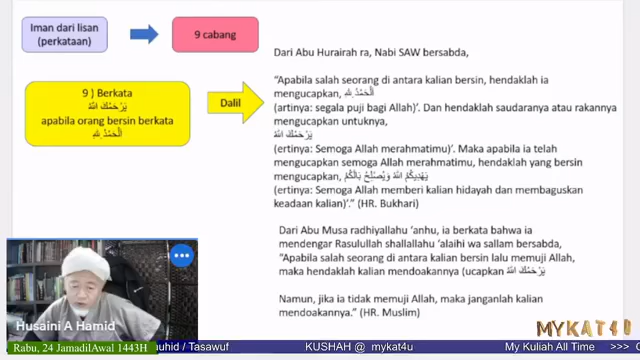 Iman dari lisan
(perkataan)
9 cabang
9 ) Berkata
يَرْحَمُكَ اللهُ
apabila orang bersin berkata
الْحَمْدُ لِلهِ
Dalil
Dari Abu Hurairah ra, Nabi SAW bersabda,
“Apabila salah seorang di antara kalian bersin, hendaklah ia
mengucapkan, الْحَمْدُ لِلهِ
(artinya: segala puji bagi Allah)’. Dan hendaklah saudaranya atau rakannya
mengucapkan untuknya,
يَرْحَمُكَ اللهُ
(ertinya: Semoga Allah merahmatimu)’. Maka apabila ia telah
mengucapkan semoga Allah merahmatimu, hendaklah yang bersin
mengucapkan, يَهْدِيكُمُ اللهُ وَيُصْلِحُ بَالَكُمْ
(ertinya: Semoga Allah memberi kalian hidayah dan membaguskan
keadaan kalian)’.” (HR. Bukhari)
Dari Abu Musa radhiyallahu ‘anhu, ia berkata bahwa ia
mendengar Rasulullah shallallahu ‘alaihi wa sallam bersabda,
“Apabila salah seorang di antara kalian bersin lalu memuji Allah,
maka hendaklah kalian mendoakannya (ucapkan يَرْحَمُكَ اللهُ
Namun, jika ia tidak memuji Allah, maka janganlah kalian
mendoakannya.” (HR. Muslim)
Husaini A Hamid
MYKAT4U
Rabu, 24 JamadilAwal 1443H
auhid / Tasawuf
KUSHAH @ mykat4u
My Kuliah All Time
>>>